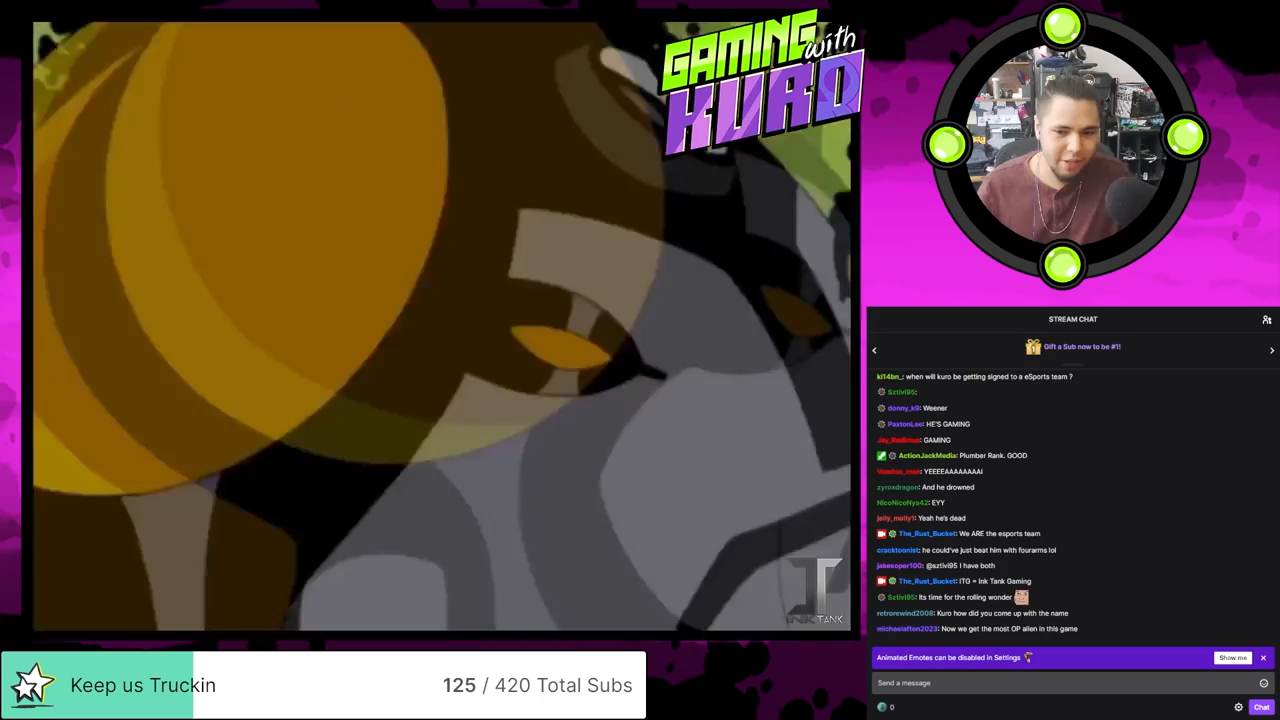 GAMING with
KURO
INK TANK
STREAM CHAT
Gift a Sub now to be #1!
ki14bn_: when will kuro be getting signed to a eSports team ?
Sztivi95:
donny_k9: Weener
PaxtonLee: HE'S GAMING
Jay_Rodimus: GAMING
ActionJackMedia: Plumber Rank. GOOD
YEEEEAAAAAAAI
zyroxdragon: And he drowned
NicoNicoNya42: EYY
jelly_molly1: Yeah he's dead
The_Rust_Bucket: We ARE the esports team
cracktoonist: he could've just beat him with fourarms lol
jakesoper100: @sztivi95 I have both
The_Rust_Bucket: ITG = Ink Tank Gaming
Sztivi95: Its time for the rolling wonder
retrorewind2008: Kuro how did you come up with the name
michaelafton2023: Now we get the most OP alien in this game
Animated Emotes can be disabled in Settings
Show me
Send a message
0
Chat
Keep us Truckin
125 / 420 Total Subs